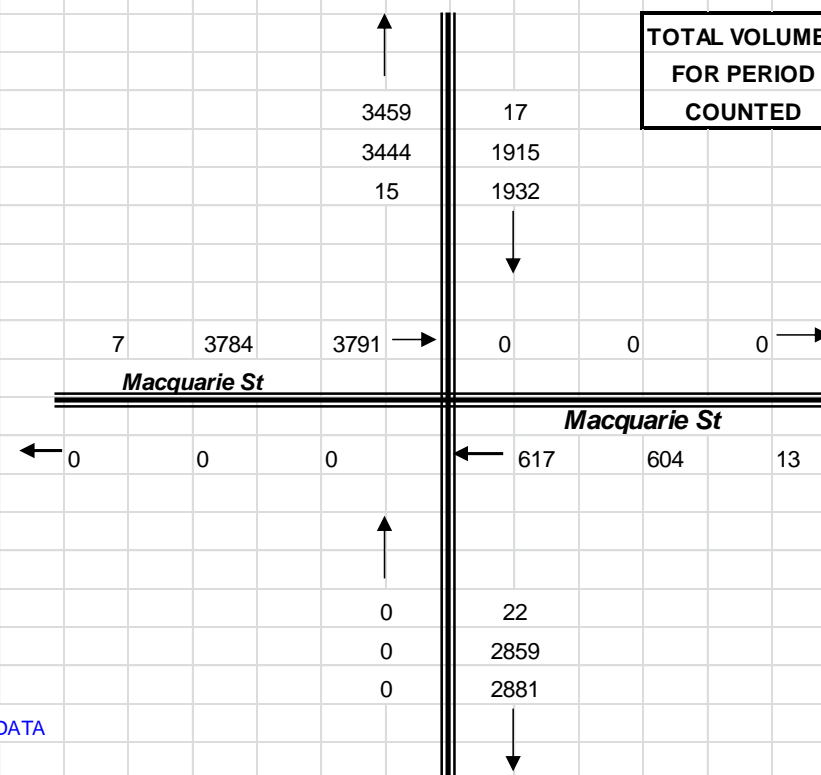 TOTAL VOLUME
FOR PERIOD
3459 17 COUNTED
3444 1915
15 1932
7 3784 3791 0 0 0
Macquarie St
Macquarie St
0 0 0 617 604 13
0 22
0 2859
0 2881
DATA